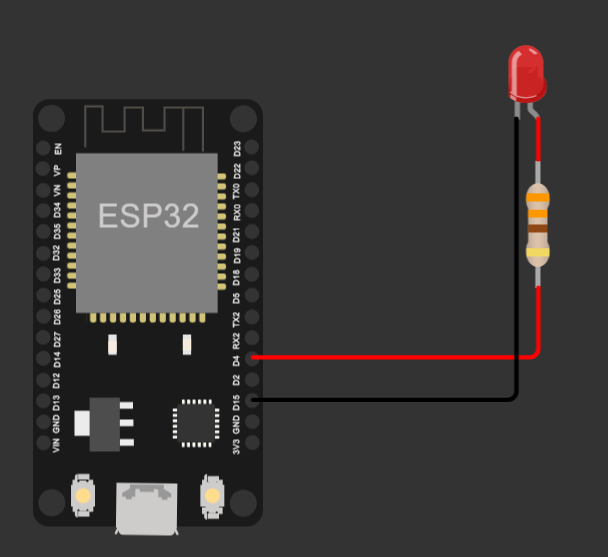 ESP32
EN
VP
VN
D34
D35
D32
D33
D25
D26
D27
D14
D12
D13
GND
VIN
D23
D22
TX0
RX0
D21
D19
D18
D5
TX2
RX2
D4
D2
D15
GND
3V3